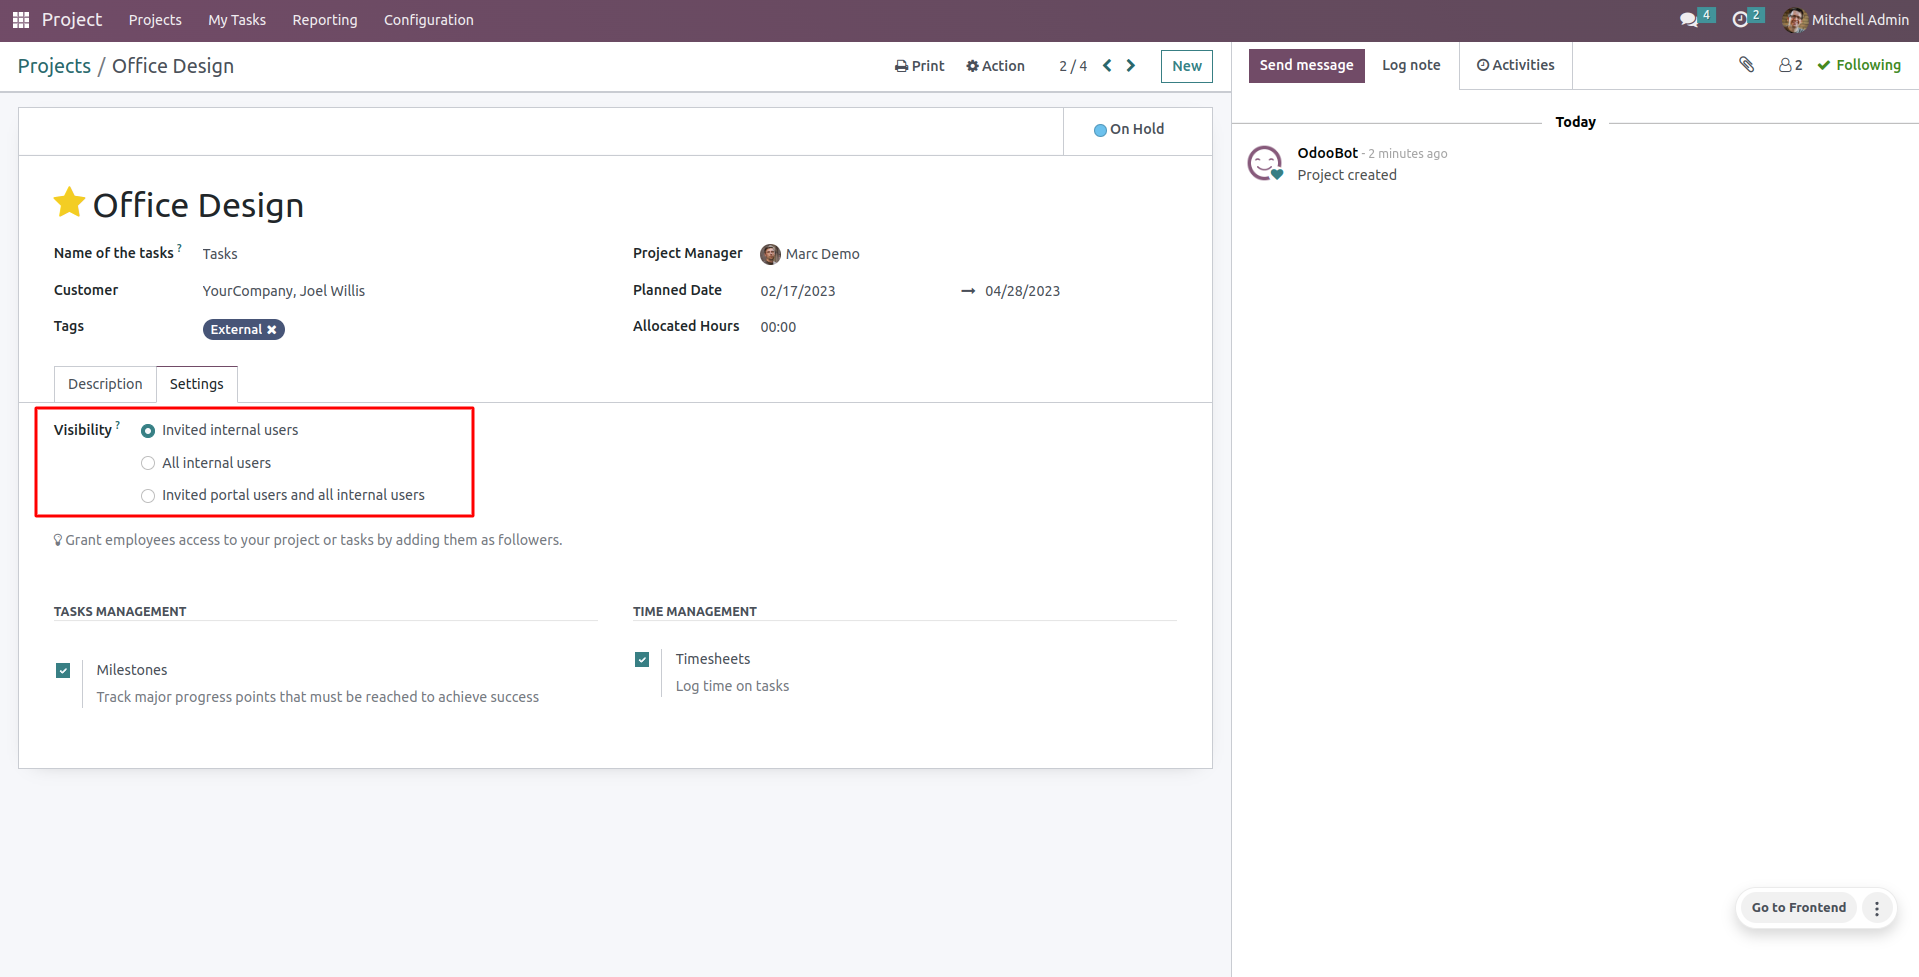 Project Projects My Tasks Reporting Configuration 4 2 Mitchell Admin
Projects / Office Design Print Action 2 / 4 New
Send message Log note Activities 2 Following
On Hold
Office Design
Name of the tasks ? Tasks
Customer YourCompany, Joel Willis
Tags External
Project Manager Marc Demo
Planned Date 02/17/2023 → 04/28/2023
Allocated Hours 00:00
Description Settings
Visibility ? Invited internal users
All internal users
Invited portal users and all internal users
Grant employees access to your project or tasks by adding them as followers.
TASKS MANAGEMENT
Milestones
Track major progress points that must be reached to achieve success
TIME MANAGEMENT
Timesheets
Log time on tasks
Today
OdooBot - 2 minutes ago
Project created
Go to Frontend